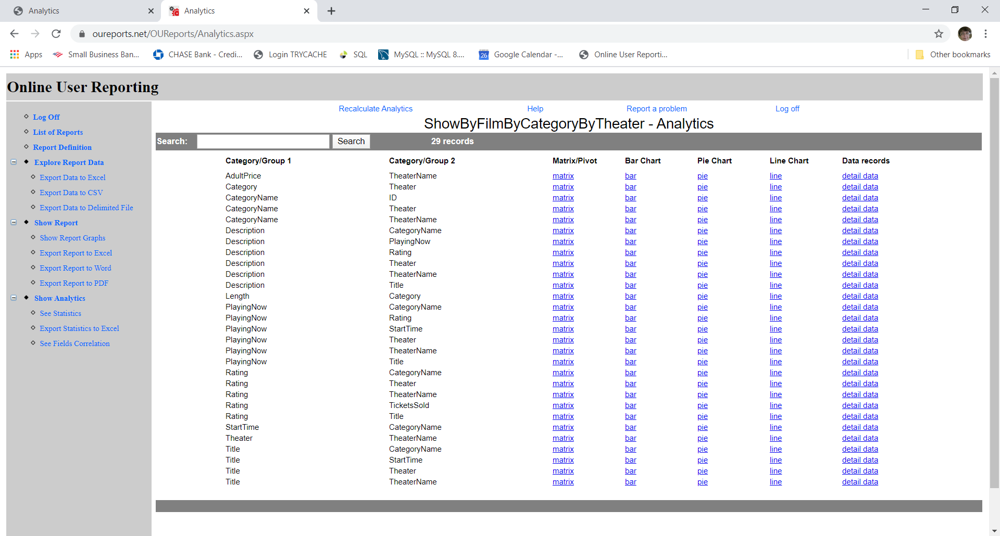 Analytics
Analytics
oureports.net/OUReports/Analytics.aspx
Apps Small Business Ban... CHASE Bank - Credi... Login TRYCACHE SQL MySQL :: MySQL 8.... 26 Google Calendar -... Online User Reporti... Other bookmarks
Online User Reporting
Log Off
List of Reports
Report Definition
Explore Report Data
Export Data to Excel
Export Data to CSV
Export Data to Delimited File
Show Report
Show Report Graphs
Export Report to Excel
Export Report to Word
Export Report to PDF
Show Analytics
See Statistics
Export Statistics to Excel
See Fields Correlation
Recalculate Analytics Help Report a problem Log off
ShowByFilmByCategoryByTheater - Analytics
Search: Search 29 records
Category/Group 1 Category/Group 2 Matrix/Pivot Bar Chart Pie Chart Line Chart Data records
AdultPrice TheaterName matrix bar pie line detail data
Category Theater matrix bar pie line detail data
CategoryName ID matrix bar pie line detail data
CategoryName Theater matrix bar pie line detail data
CategoryName TheaterName matrix bar pie line detail data
Description CategoryName matrix bar pie line detail data
Description PlayingNow matrix bar pie line detail data
Description Rating matrix bar pie line detail data
Description Theater matrix bar pie line detail data
Description TheaterName matrix bar pie line detail data
Description Title matrix bar pie line detail data
Length Category matrix bar pie line detail data
PlayingNow CategoryName matrix bar pie line detail data
PlayingNow Rating matrix bar pie line detail data
PlayingNow StartTime matrix bar pie line detail data
PlayingNow Theater matrix bar pie line detail data
PlayingNow TheaterName matrix bar pie line detail data
PlayingNow Title matrix bar pie line detail data
Rating CategoryName matrix bar pie line detail data
Rating Theater matrix bar pie line detail data
Rating TheaterName matrix bar pie line detail data
Rating TicketsSold matrix bar pie line detail data
Rating Title matrix bar pie line detail data
StartTime CategoryName matrix bar pie line detail data
Theater TheaterName matrix bar pie line detail data
Title CategoryName matrix bar pie line detail data
Title StartTime matrix bar pie line detail data
Title Theater matrix bar pie line detail data
Title TheaterName matrix bar pie line detail data